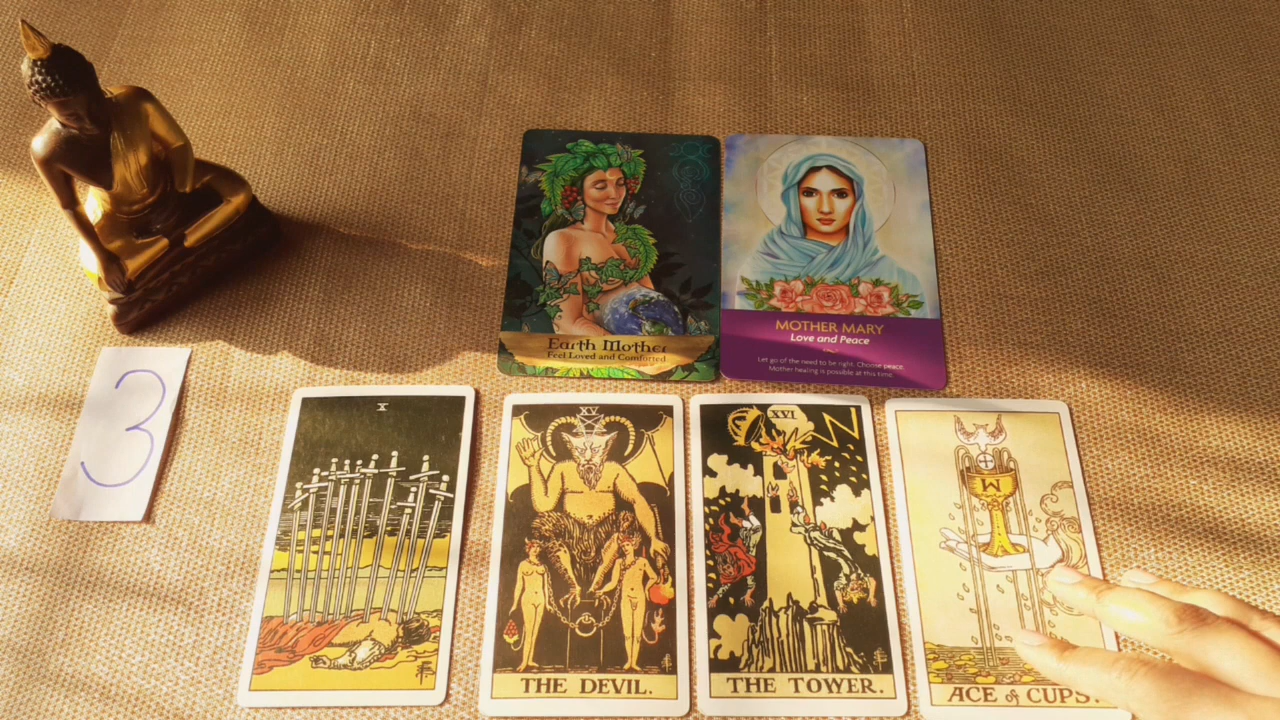 Earth Mother
Feel Loved and Comforted
MOTHER MARY
Love and Peace
Let go of the need to be right. Choose peace.
Mother healing is possible at this time.
3
X
XV
THE DEVIL.
XVI
THE TOWER.
ACE of CUPS.